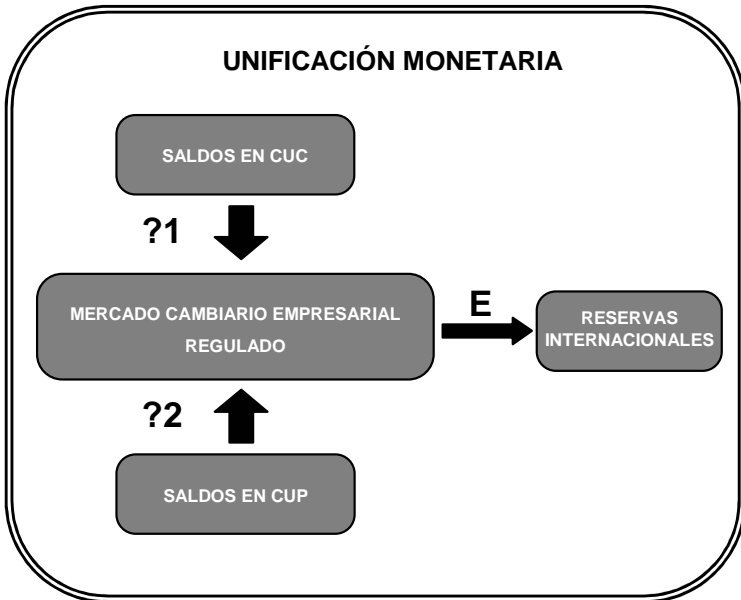 UNIFICACIÓN MONETARIA
SALDOS EN CUC
?1
MERCADO CAMBIARIO EMPRESARIAL
REGULADO
E
RESERVAS
INTERNACIONALES
?2
SALDOS EN CUP